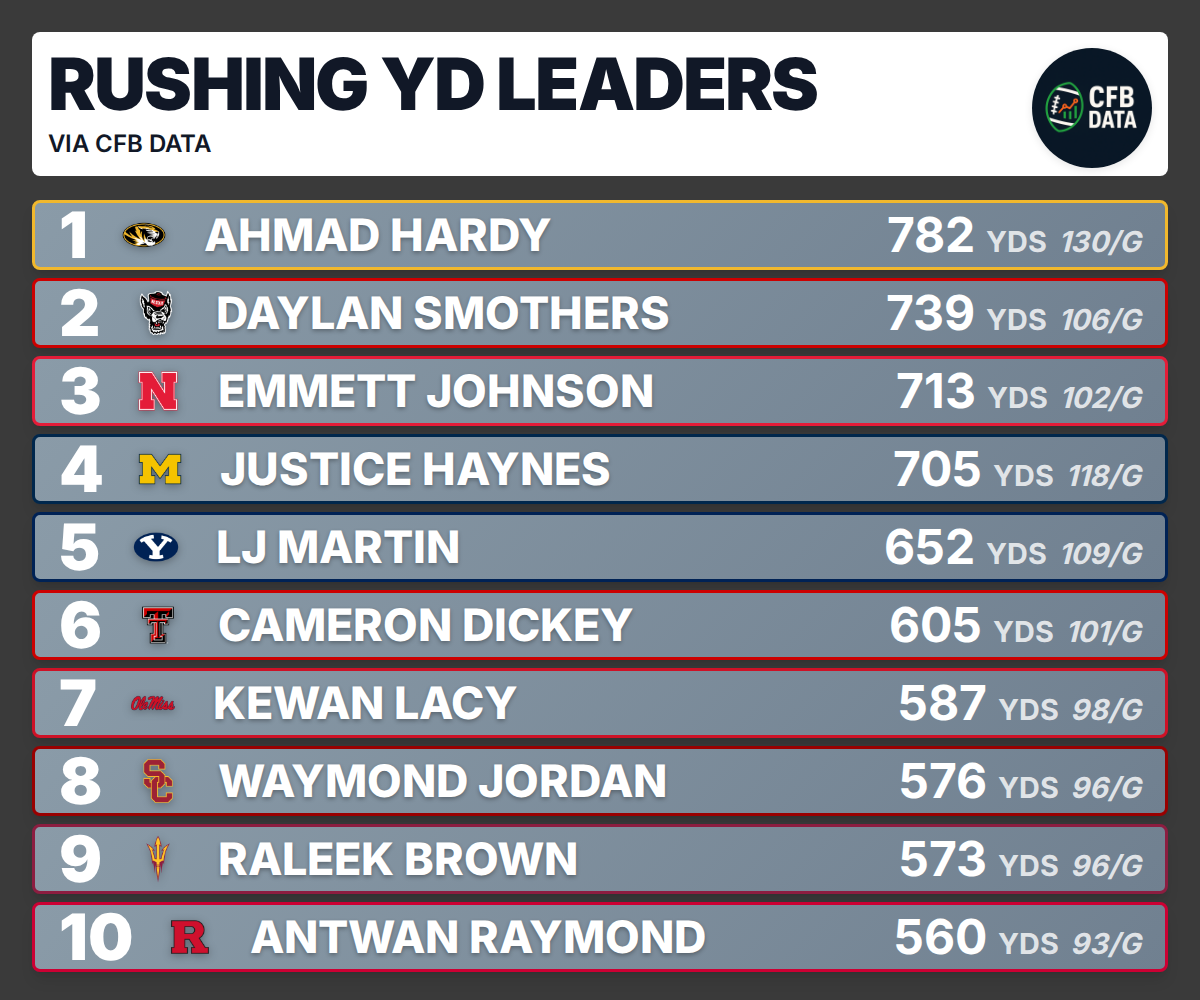 RUSHING YD LEADERS
VIA CFB DATA
CFB
DATA
1 AHMAD HARDY 782 YDS 130/G
2 DAYLAN SMOTHERS 739 YDS 106/G
3 N EMMETT JOHNSON 713 YDS 102/G
4 M JUSTICE HAYNES 705 YDS 118/G
5 Y LJ MARTIN 652 YDS 109/G
6 T CAMERON DICKEY 605 YDS 101/G
7 Ole Miss KEWAN LACY 587 YDS 98/G
8 SC WAYMOND JORDAN 576 YDS 96/G
9 RALEEK BROWN 573 YDS 96/G
10 R ANTWAN RAYMOND 560 YDS 93/G